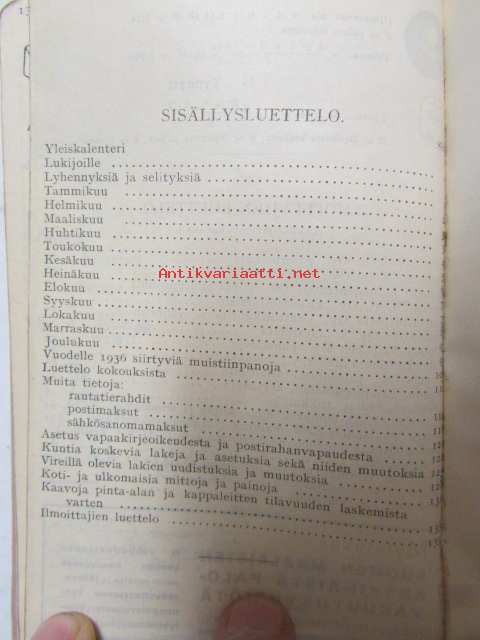 SISÄLLYSLUETTELO.
Yleiskalenteri
Lukijoille
Lyhennyksiä ja selityksiä
Tammikuu
Helmikuu
Maaliskuu
Huhtikuu
Toukokuu
Kesäkuu
Heinäkuu
Antikvariaatti.net
Elokuu
Syyskuu
Lokakuu
Marraskuu
Joulukuu
Vuodelle 1936 siirtyviä muistiinpanoja
Luettelo kokouksista
Muita tietoja:
rautatierahdit
postimaksut
sähkösanomamaksut
Asetus vapaakirjeoikeudesta ja postirahanvapaudesta
Kuntia koskevia lakeja ja asetuksia sekä niiden muutoksia
Vireillä olevia lakien uudistuksia ja muutoksia
Koti- ja ulkomaisia mittoja ja painoja
Kaavoja pinta-alan ja kappaleitten tilavuuden laskemista
varten
Ilmoittajien luettelo